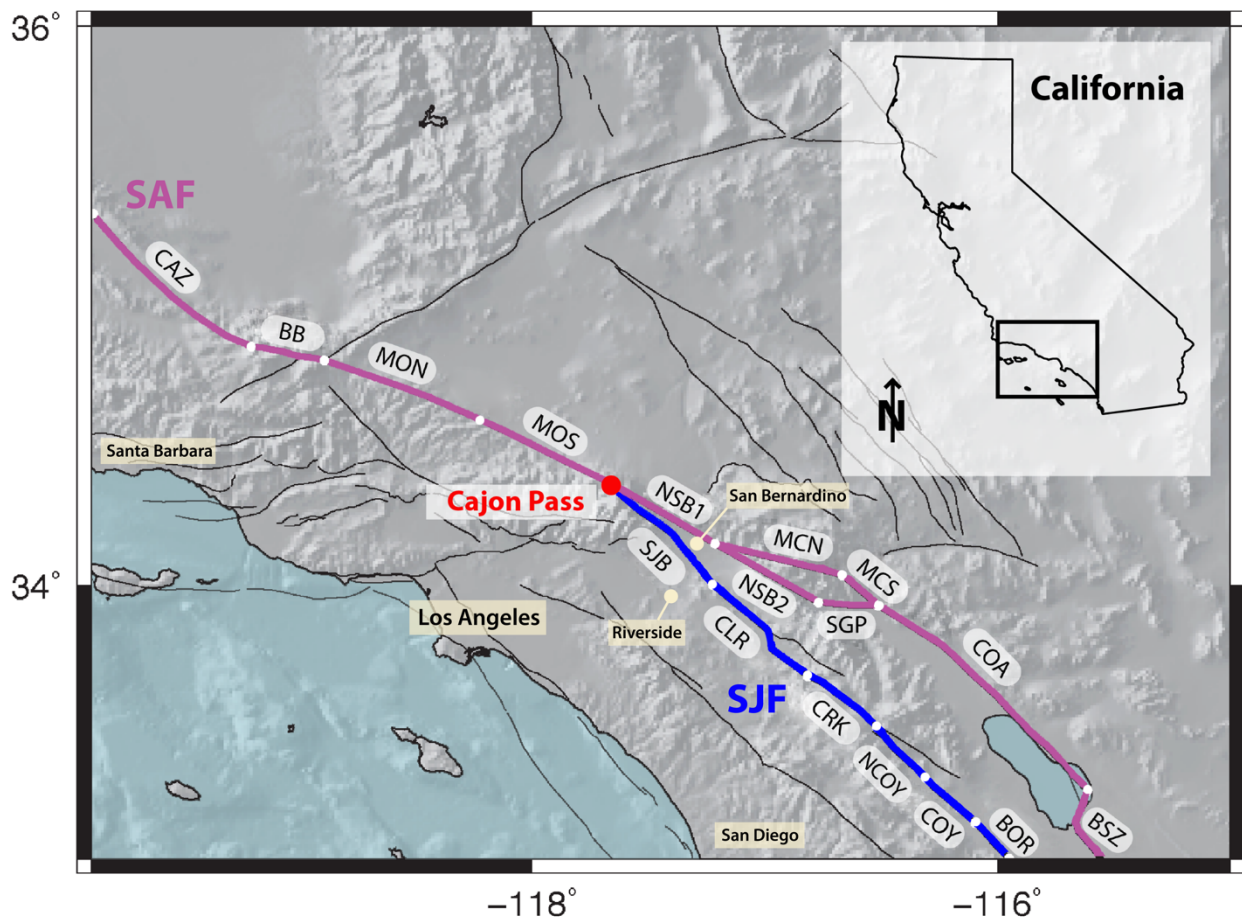 36°
California
SAF
CAZ
BB
MON
N
MOS
Santa Barbara
NSB1
San Bernardino
Cajon Pass
MCN
SJB
MCS
34°
NSB2
Los Angeles
SGP
Riverside
CLR
COA
SJF
CRK
NCOY
COY
BOR
BSZ
San Diego
−118°
−116°